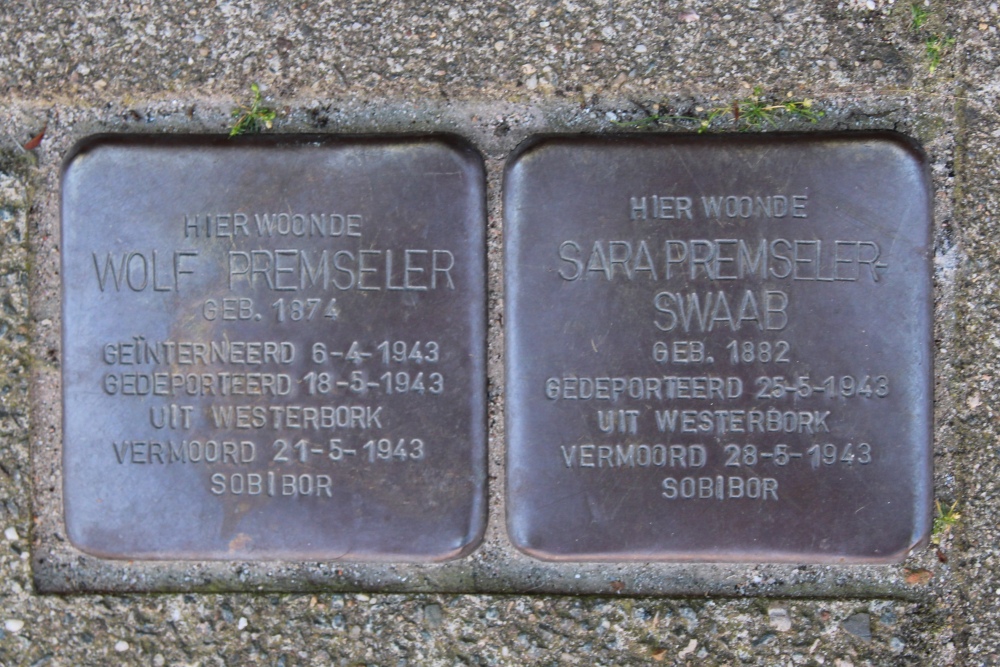 HIER WOONDE
WOLF PREMSELER
GEB. 1874
GEÏNTERNEERD 6-4-1943
GEDEPORTEERD 18-5-1943
UIT WESTERBORK
VERMOORD 21-5-1943
SOBIBOR
HIER WOONDE
SARA PREMSELER-
SWAAB
GEB. 1882
GEDEPORTEERD 25-5-1943
UIT WESTERBORK
VERMOORD 28-5-1943
SOBIBOR